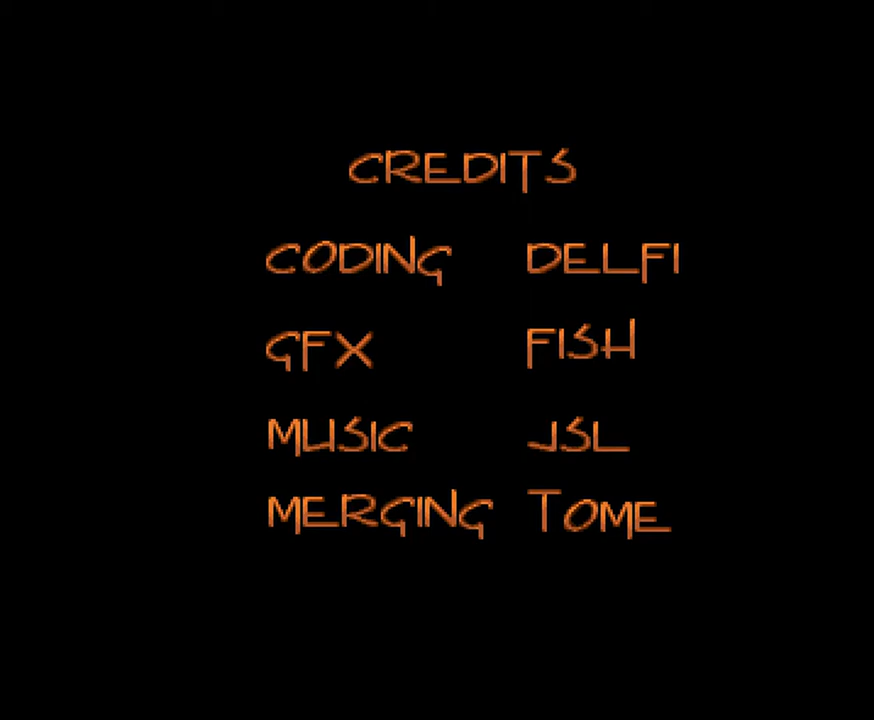 CREDITS
CODING DELFI
GFX FISH
MUSIC JSL
MERGING TOME